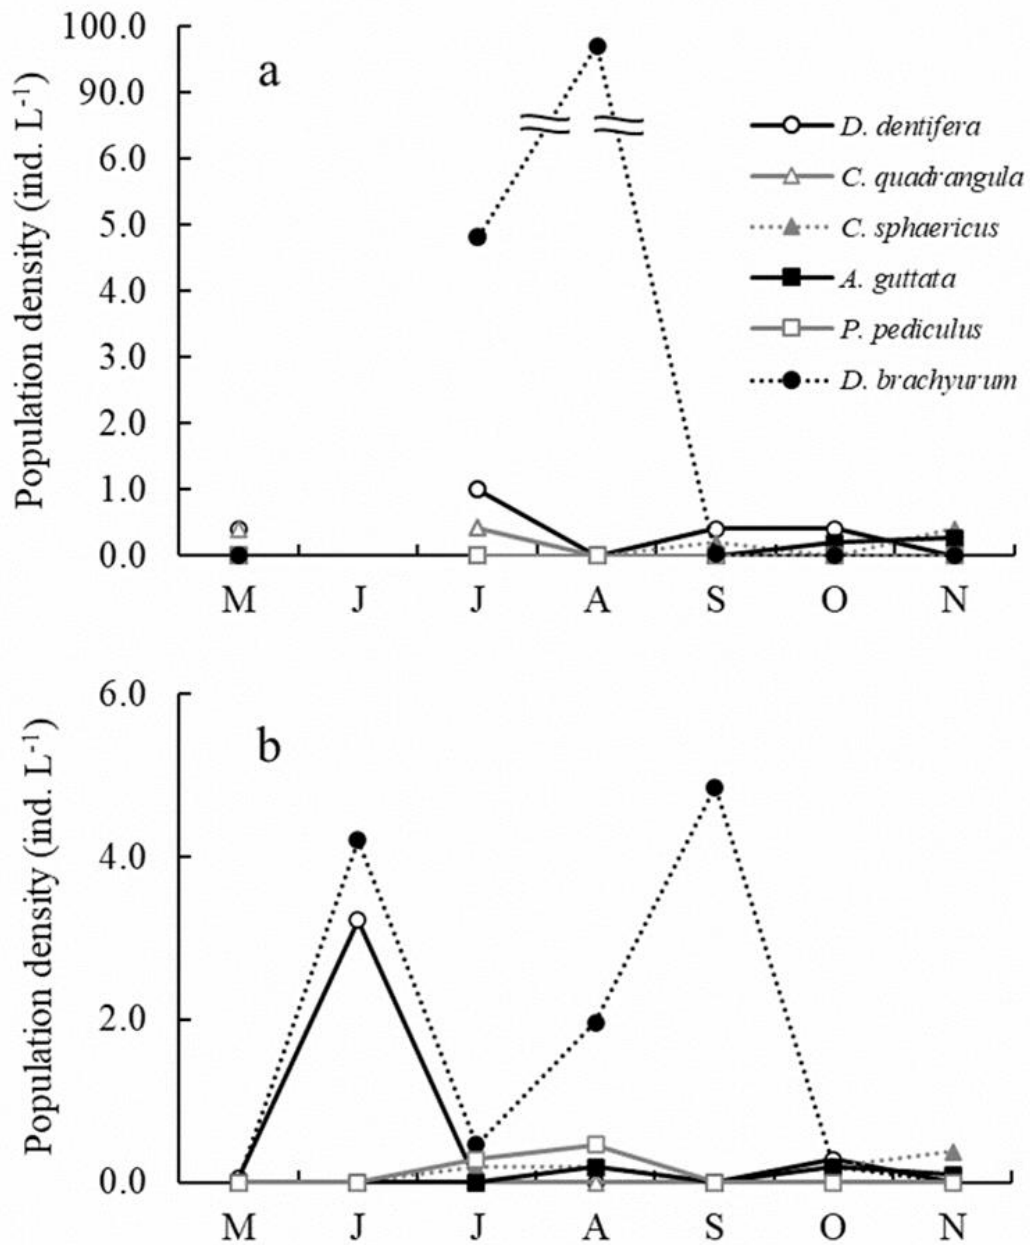 Population density (ind. L⁻¹)
100.0
90.0
6.0
5.0
4.0
3.0
2.0
1.0
0.0
a
D. dentifera
C. quadrangula
C. sphaericus
A. guttata
P. pediculus
D. brachyurum
M J J A S O N
Population density (ind. L⁻¹)
6.0
4.0
2.0
0.0
b
M J J A S O N